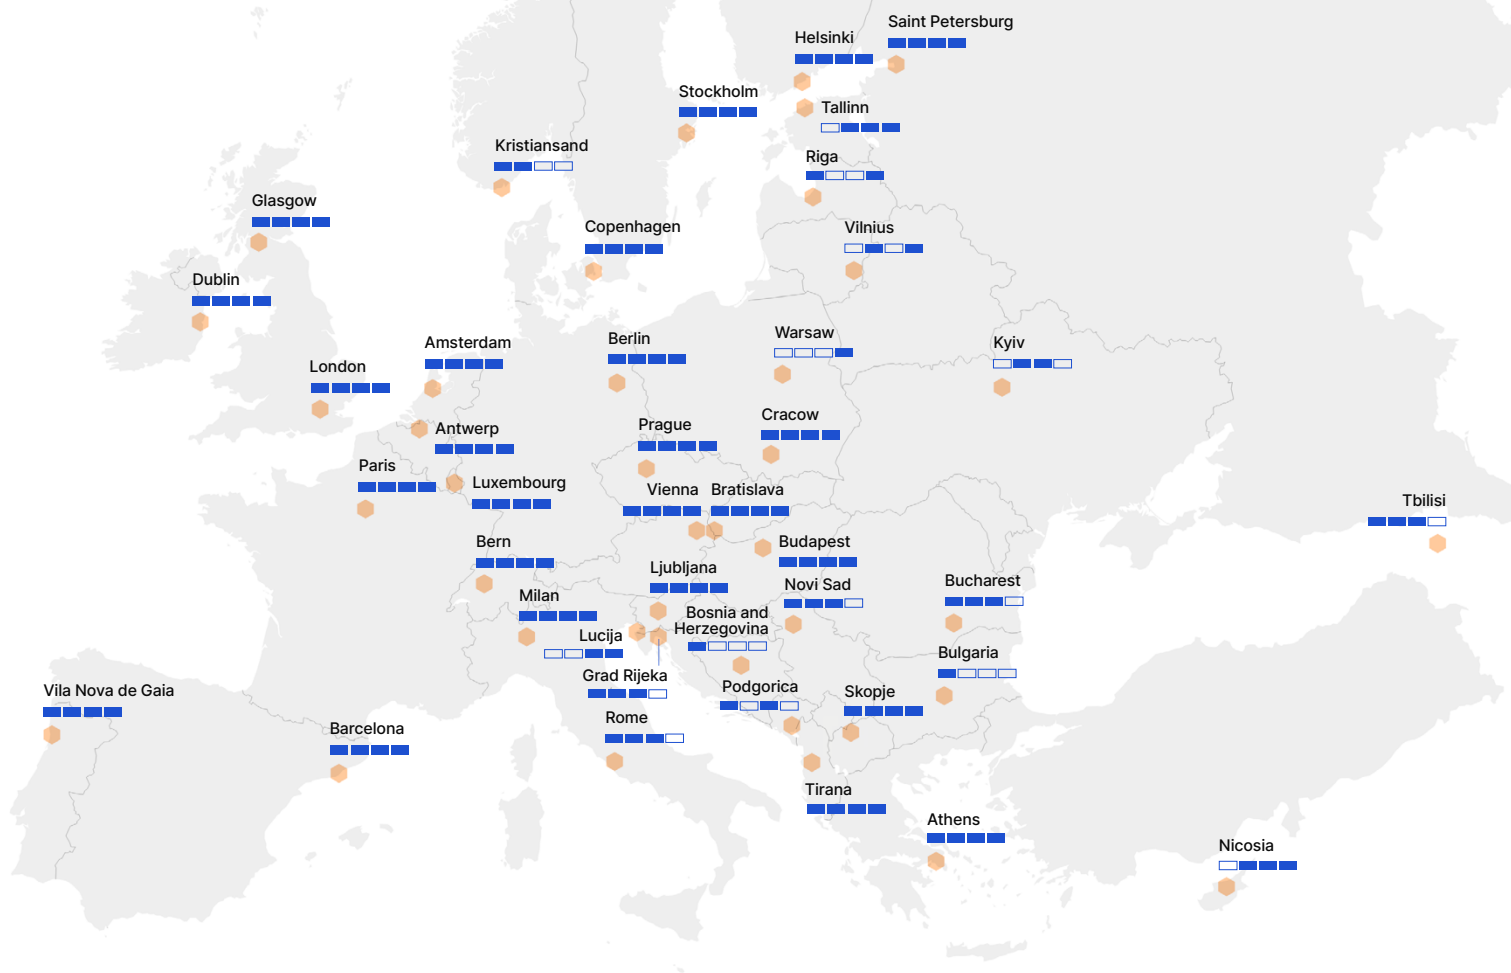 Saint Petersburg
Helsinki
Stockholm
Tallinn
Kristiansand
Riga
Glasgow
Copenhagen
Vilnius
Dublin
Warsaw
Berlin
Amsterdam
Kyiv
London
Cracow
Prague
Antwerp
Paris
Luxembourg
Vienna
Bratislava
Tbilisi
Bern
Budapest
Ljubljana
Novi Sad
Bucharest
Milan
Bosnia and
Herzegovina
Lucija
Bulgaria
Grad Rijeka
Podgorica
Skopje
Vila Nova de Gaia
Rome
Barcelona
Tirana
Athens
Nicosia